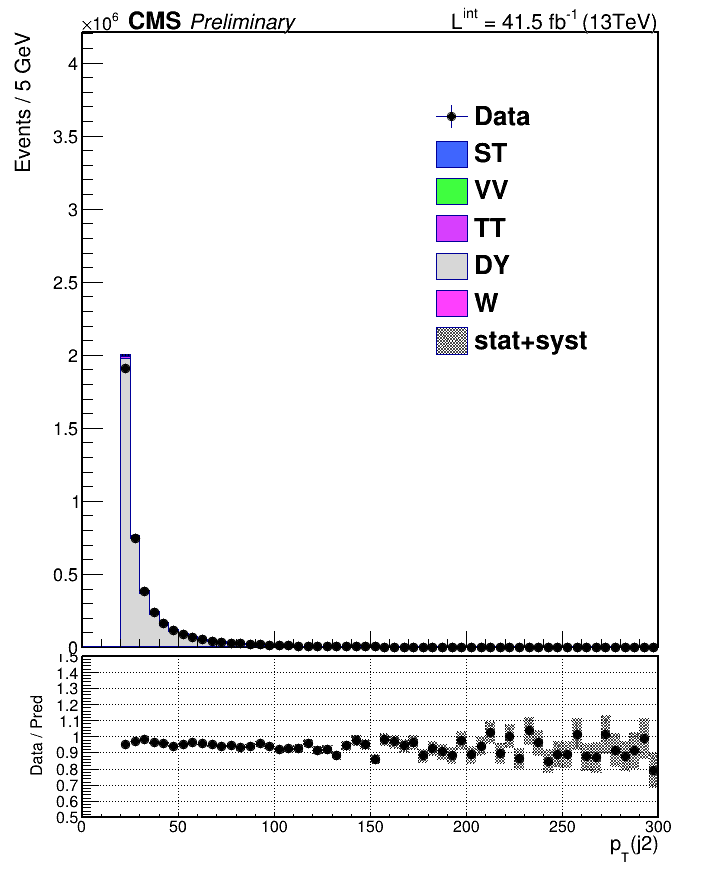 ×10⁶ CMS Preliminary Lⁱⁿᵗ = 41.5 fb⁻¹ (13TeV)
Events / 5 GeV
4
3.5
3
2.5
2
1.5
1
0.5
0
Data
ST
VV
TT
DY
W
stat+syst
Data / Pred
1.5
1.4
1.3
1.2
1.1
1
0.9
0.8
0.7
0.6
0.5
0 50 100 150 200 250 300
p_T(j2)